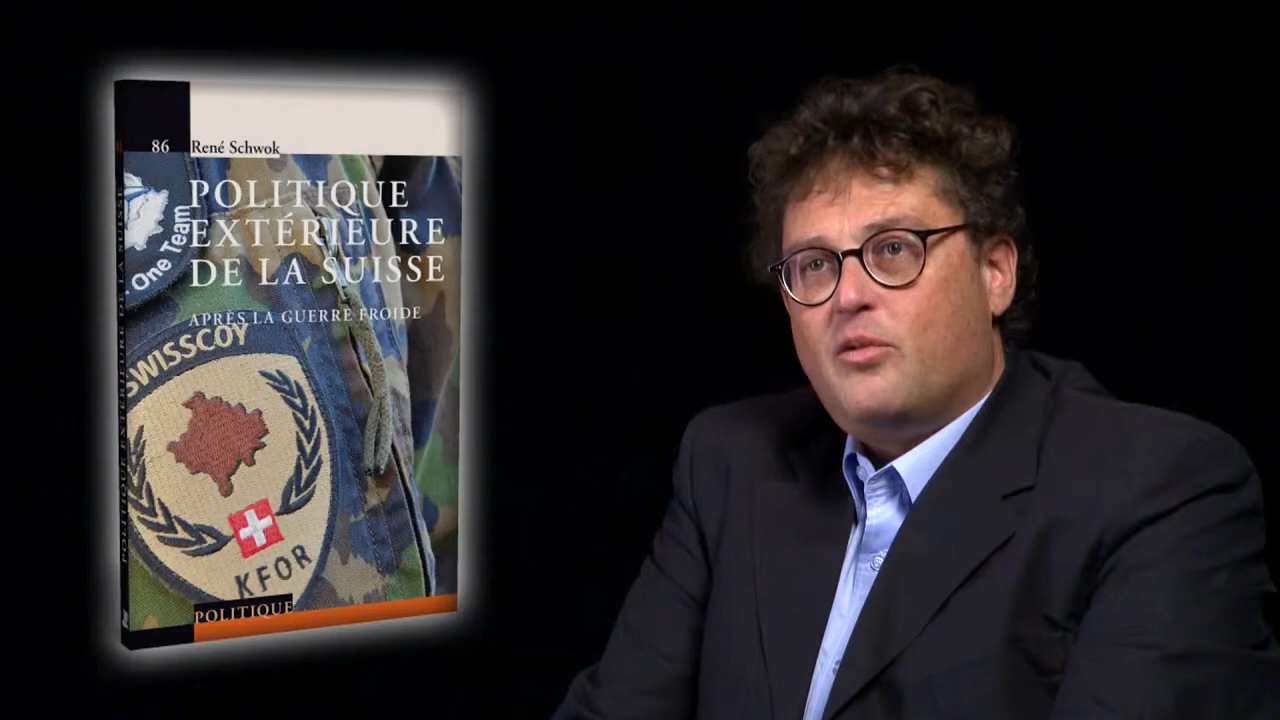 86 René Schwok
POLITIQUE
EXTÉRIEURE
DE LA SUISSE
APRÈS LA GUERRE FROIDE
One Team
SWISSCOY
KFOR
POLITIQUE
POLITIQUE EXTÉRIEURE DE LA SUISSE